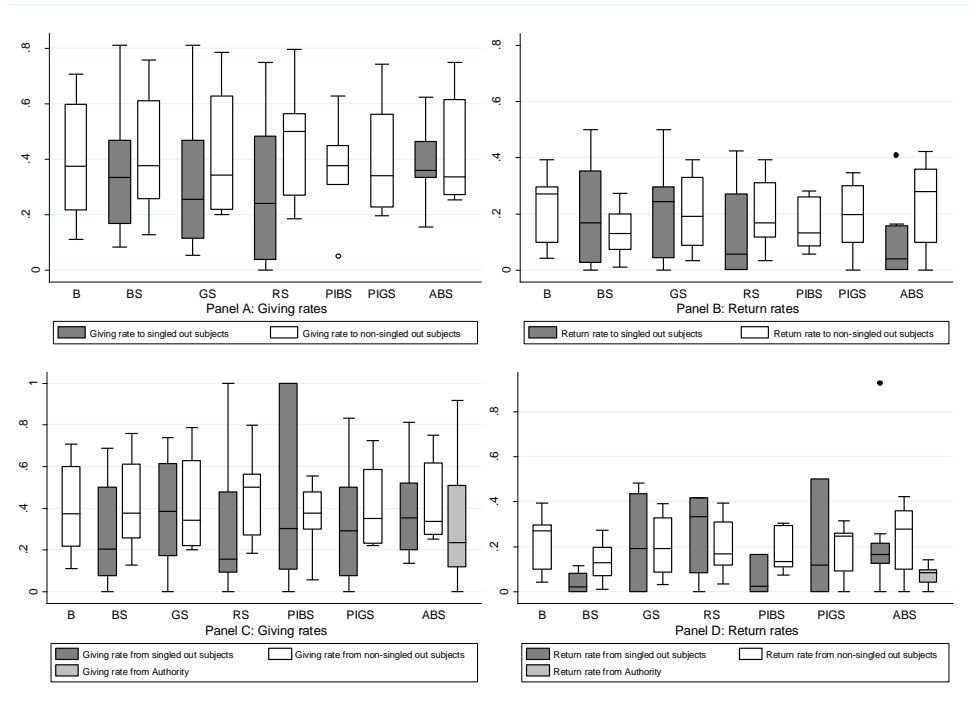 .8
.6
.4
.2
0
B BS GS RS PIBS PIGS ABS
Panel A: Giving rates
Giving rate to singled out subjects Giving rate to non-singled out subjects
.8
.6
.4
.2
0
B BS GS RS PIBS PIGS ABS
Panel B: Return rates
Return rate to singled out subjects Return rate to non-singled out subjects
1
.8
.6
.4
.2
0
B BS GS RS PIBS PIGS ABS
Panel C: Giving rates
Giving rate from singled out subjects Giving rate from non-singled out subjects
Giving rate from Authority
.8
.6
.4
.2
0
B BS GS RS PIBS PIGS ABS
Panel D: Return rates
Return rate from singled out subjects Return rate from non-singled out subjects
Return rate from Authority